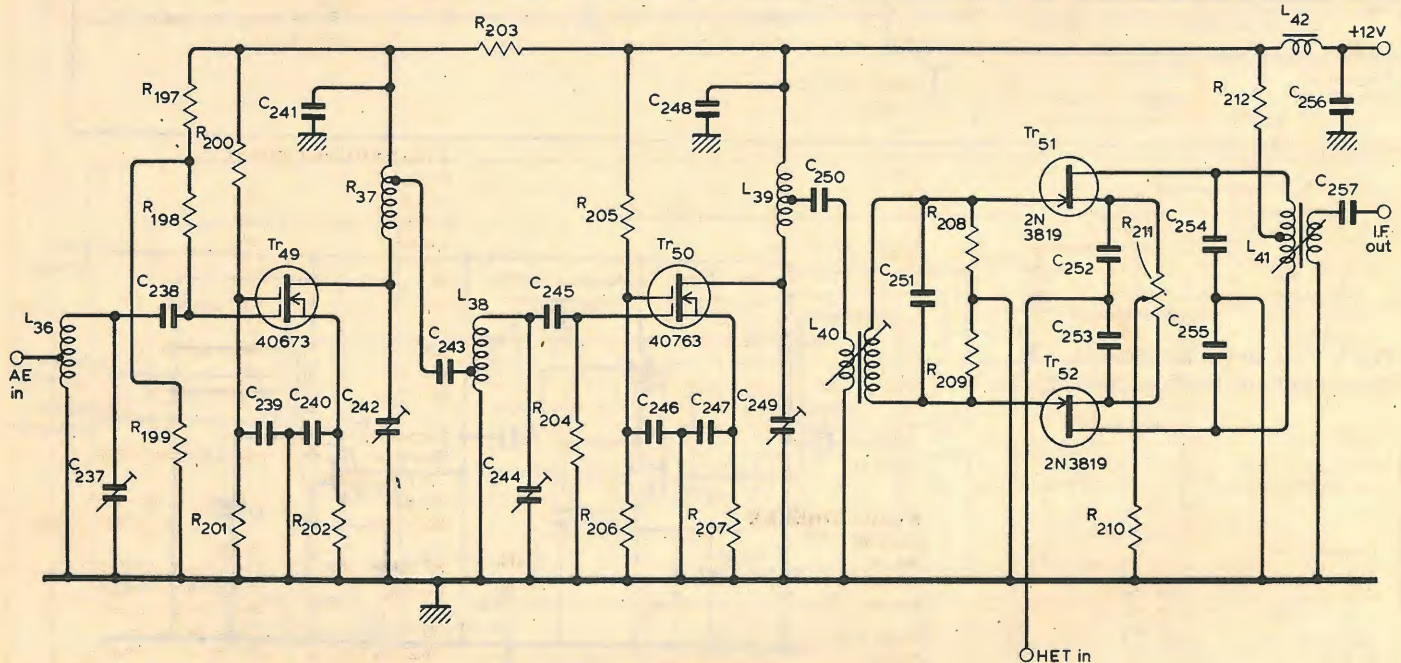 L42
+12V
R203
R197
R212
C256
C241
C248
R200
Tr51
R37
L39
C250
C257
R198
R205
R208
2N
3819
R211
C254
I.F.
out
Tr49
Tr50
L41
C238
L38
C245
C251
C252
L36
40673
40763
L40
C253
AE
in
C243
R209
Tr52
C255
C239
C240
C242
R204
C246
C247
C249
R199
2N3819
C237
C244
R201
R202
R206
R207
R210
HET in